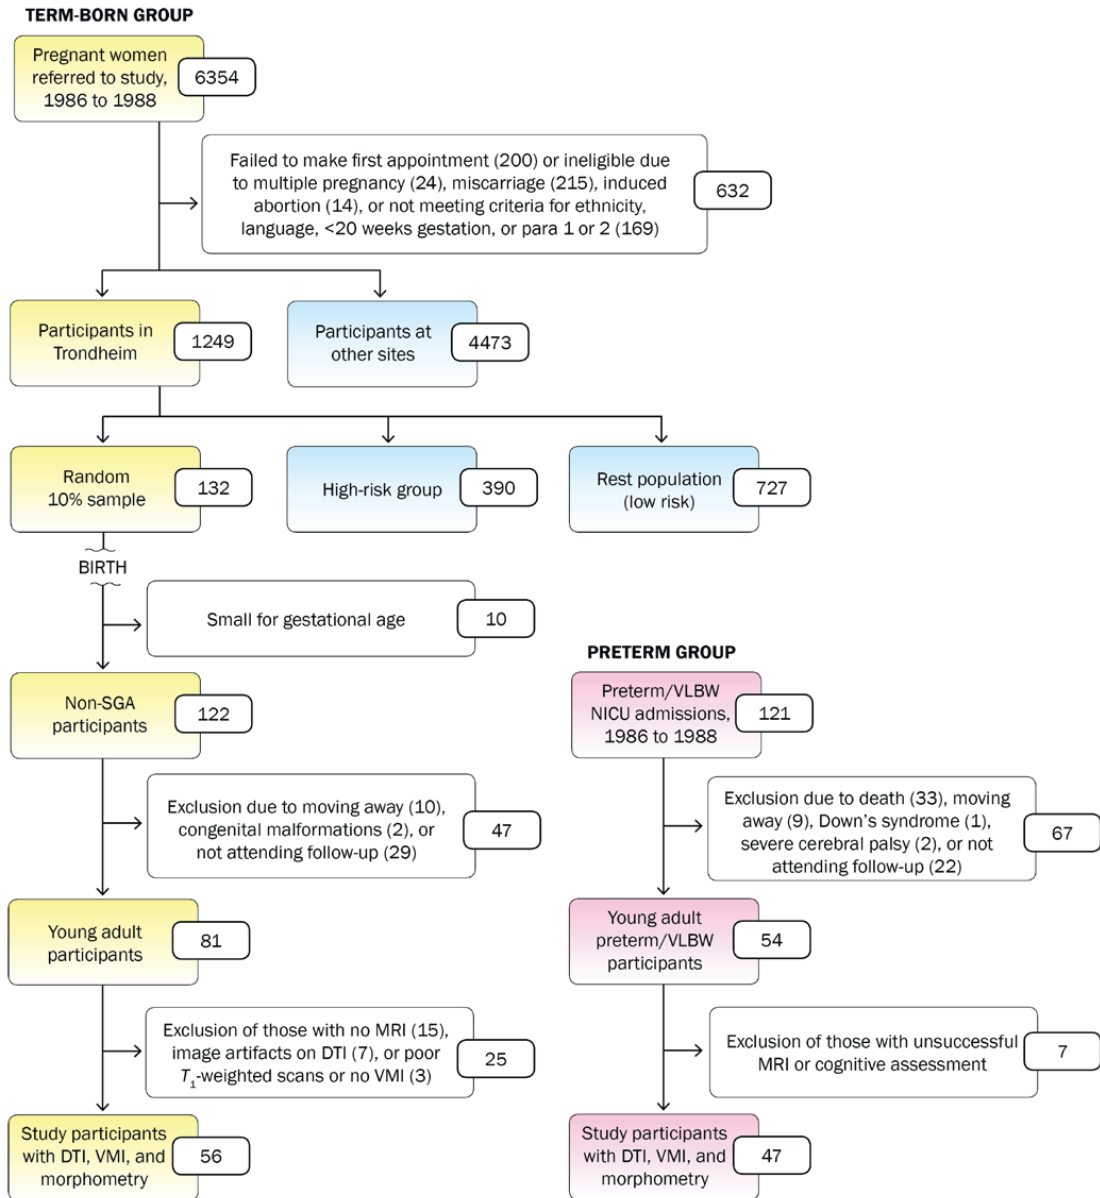 TERM-BORN GROUP
Pregnant women
referred to study,
1986 to 1988
6354
Failed to make first appointment (200) or ineligible due
to multiple pregnancy (24), miscarriage (215), induced
abortion (14), or not meeting criteria for ethnicity,
language, <20 weeks gestation, or para 1 or 2 (169)
632
Participants in
Trondheim
1249
Participants at
other sites
4473
Random
10% sample
132
High-risk group
390
Rest population
(low risk)
727
BIRTH
Small for gestational age
10
Non-SGA
participants
122
Exclusion due to moving away (10),
congenital malformations (2), or
not attending follow-up (29)
47
Young adult
participants
81
Exclusion of those with no MRI (15),
image artifacts on DTI (7), or poor
T1-weighted scans or no VMI (3)
25
Study participants
with DTI, VMI, and
morphometry
56
PRETERM GROUP
Preterm/VLBW
NICU admissions,
1986 to 1988
121
Exclusion due to death (33), moving
away (9), Down's syndrome (1),
severe cerebral palsy (2), or not
attending follow-up (22)
67
Young adult
preterm/VLBW
participants
54
Exclusion of those with unsuccessful
MRI or cognitive assessment
7
Study participants
with DTI, VMI, and
morphometry
47